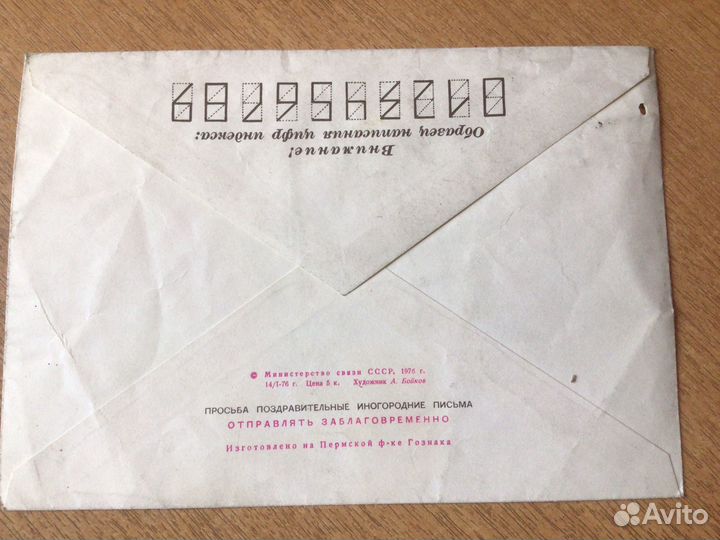 Внимание!
Образец написания цифр индекса:
0123456789
© Министерство связи СССР, 1976 г.
14/I-76 г. Цена 5 к. Художник А. Бойков
ПРОСЬБА ПОЗДРАВИТЕЛЬНЫЕ ИНОГОРОДНИЕ ПИСЬМА
ОТПРАВЛЯТЬ ЗАБЛАГОВРЕМЕННО
Изготовлено на Пермской ф-ке Гознака
Avito